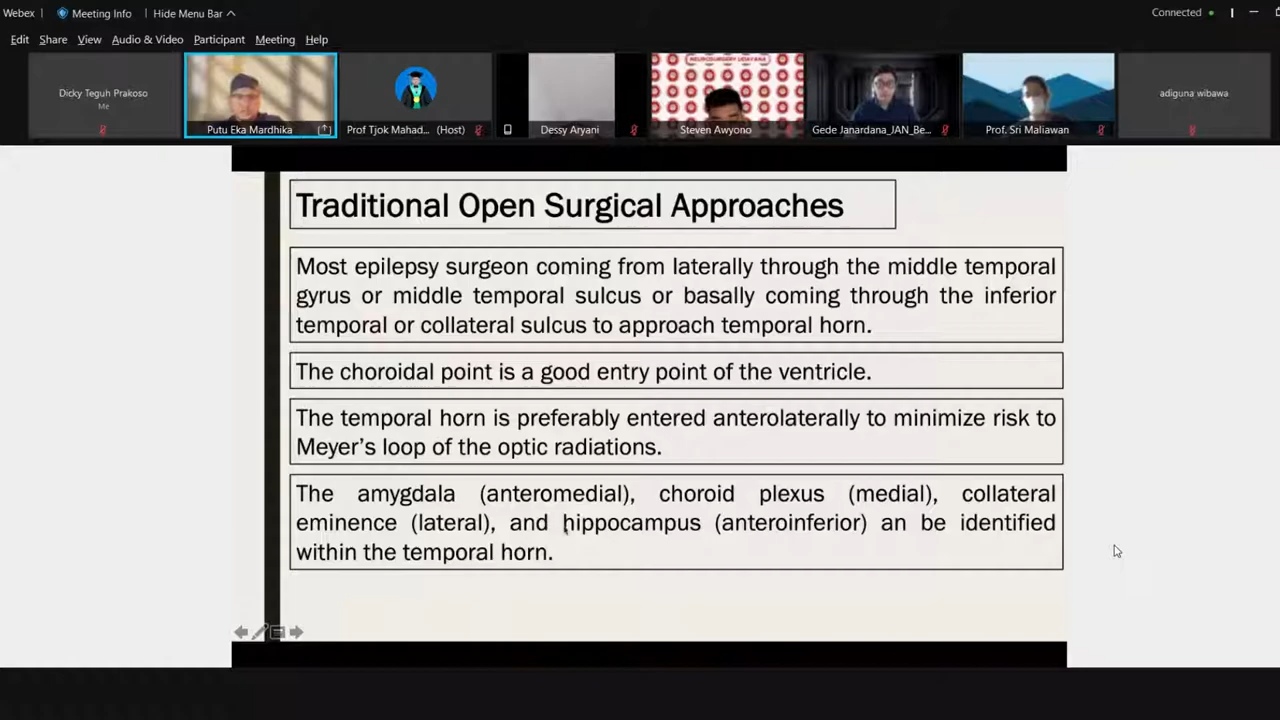 Webex
Meeting Info
Hide Menu Bar
Connected
Edit Share View Audio & Video Participant Meeting Help
Dicky Teguh Prakoso
Me
Putu Eka Mardhika
Prof Tjok Mahad... (Host)
Dessy Aryani
NEUROSURGERY UDAYANA
Steven Awyono
Gede Janardana_JAN_Be...
Prof. Sri Maliawan
adiguna wibawa
Traditional Open Surgical Approaches
Most epilepsy surgeon coming from laterally through the middle temporal
gyrus or middle temporal sulcus or basally coming through the inferior
temporal or collateral sulcus to approach temporal horn.
The choroidal point is a good entry point of the ventricle.
The temporal horn is preferably entered anterolaterally to minimize risk to
Meyer's loop of the optic radiations.
The amygdala (anteromedial), choroid plexus (medial), collateral
eminence (lateral), and hippocampus (anteroinferior) an be identified
within the temporal horn.